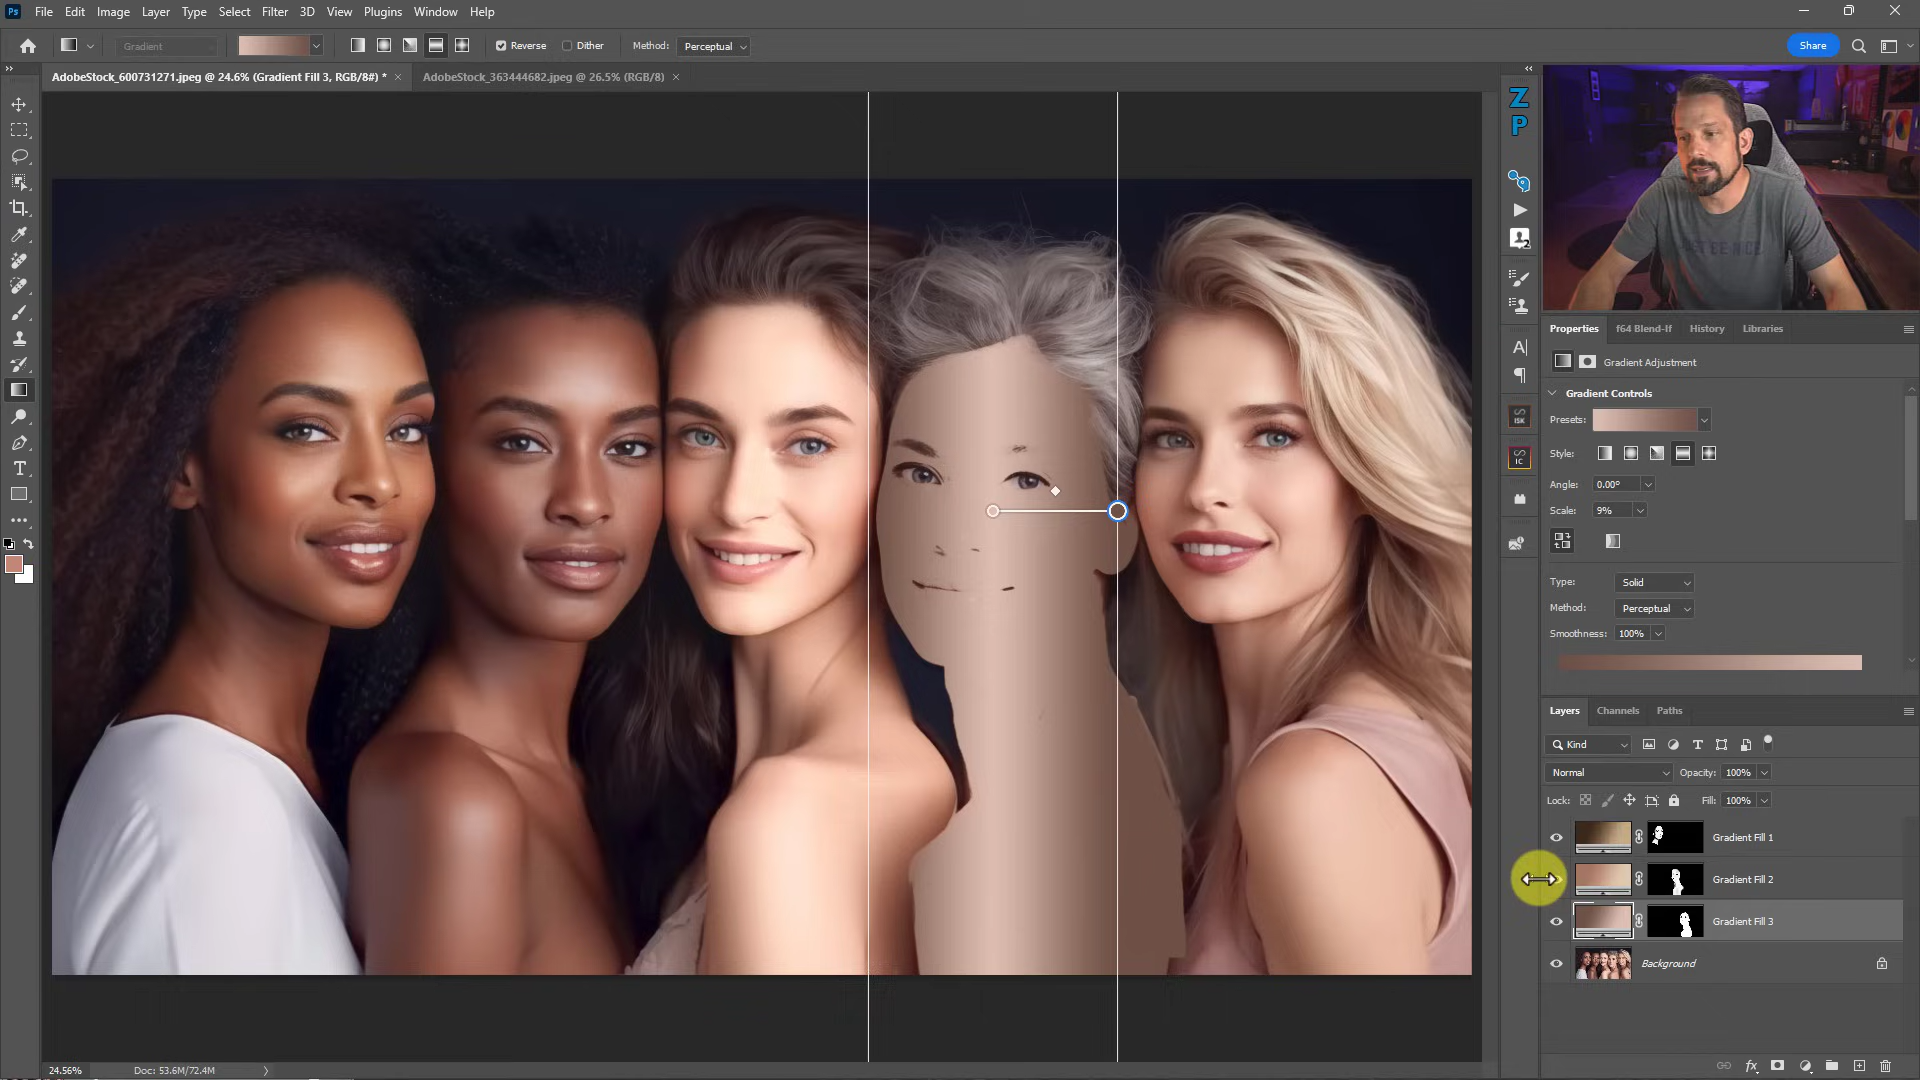 Ps File Edit Image Layer Type Select Filter 3D View Plugins Window Help
Gradient Reverse Dither Method: Perceptual Share
AdobeStock_600731271.jpeg @ 24.6% (Gradient Fill 3, RGB/8#) * × AdobeStock_363444682.jpeg @ 26.5% (RGB/8) ×
Z
P
Properties f64 Blend-If History Libraries
Gradient Adjustment
Gradient Controls
Presets:
Style:
Angle: 0.00°
Scale: 9%
Type: Solid
Method: Perceptual
Smoothness: 100%
Layers Channels Paths
Kind
Normal Opacity: 100%
Lock: Fill: 100%
Gradient Fill 1
Gradient Fill 2
Gradient Fill 3
Background
24.56% Doc: 53.6M/72.4M